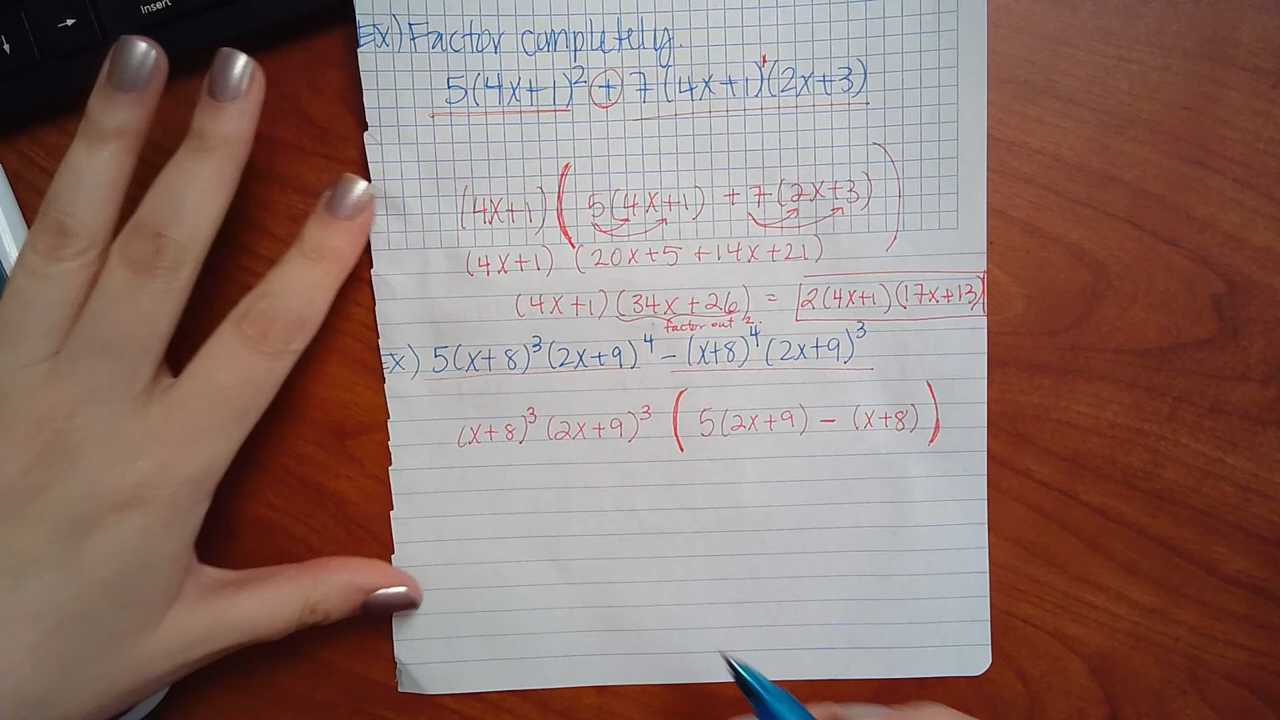 Insert
→
↓
EX) Factor completely.
5(4x+1)² + 7(4x+1)¹(2x+3)
(4x+1)(5(4x+1) + 7(2x+3))
(4x+1) (20x+5 +14x+21)
(4x+1)(34x+26) = 2(4x+1)(17x+13)
factor out 2.
EX) 5(x+8)³(2x+9)⁴ - (x+8)⁴(2x+9)³
(x+8)³(2x+9)³ (5(2x+9) - (x+8))